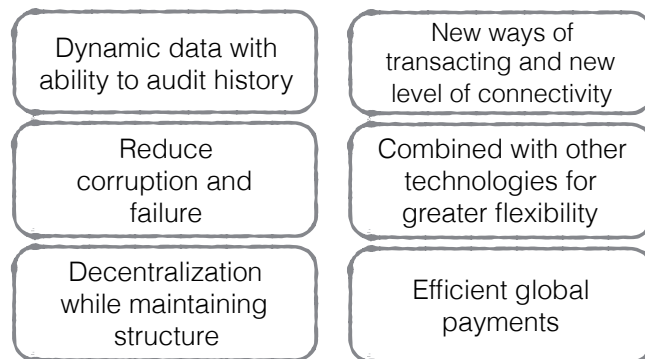 Dynamic data with
ability to audit history
New ways of
transacting and new
level of connectivity
Reduce
corruption and
failure
Combined with other
technologies for
greater flexibility
Decentralization
while maintaining
structure
Efficient global
payments